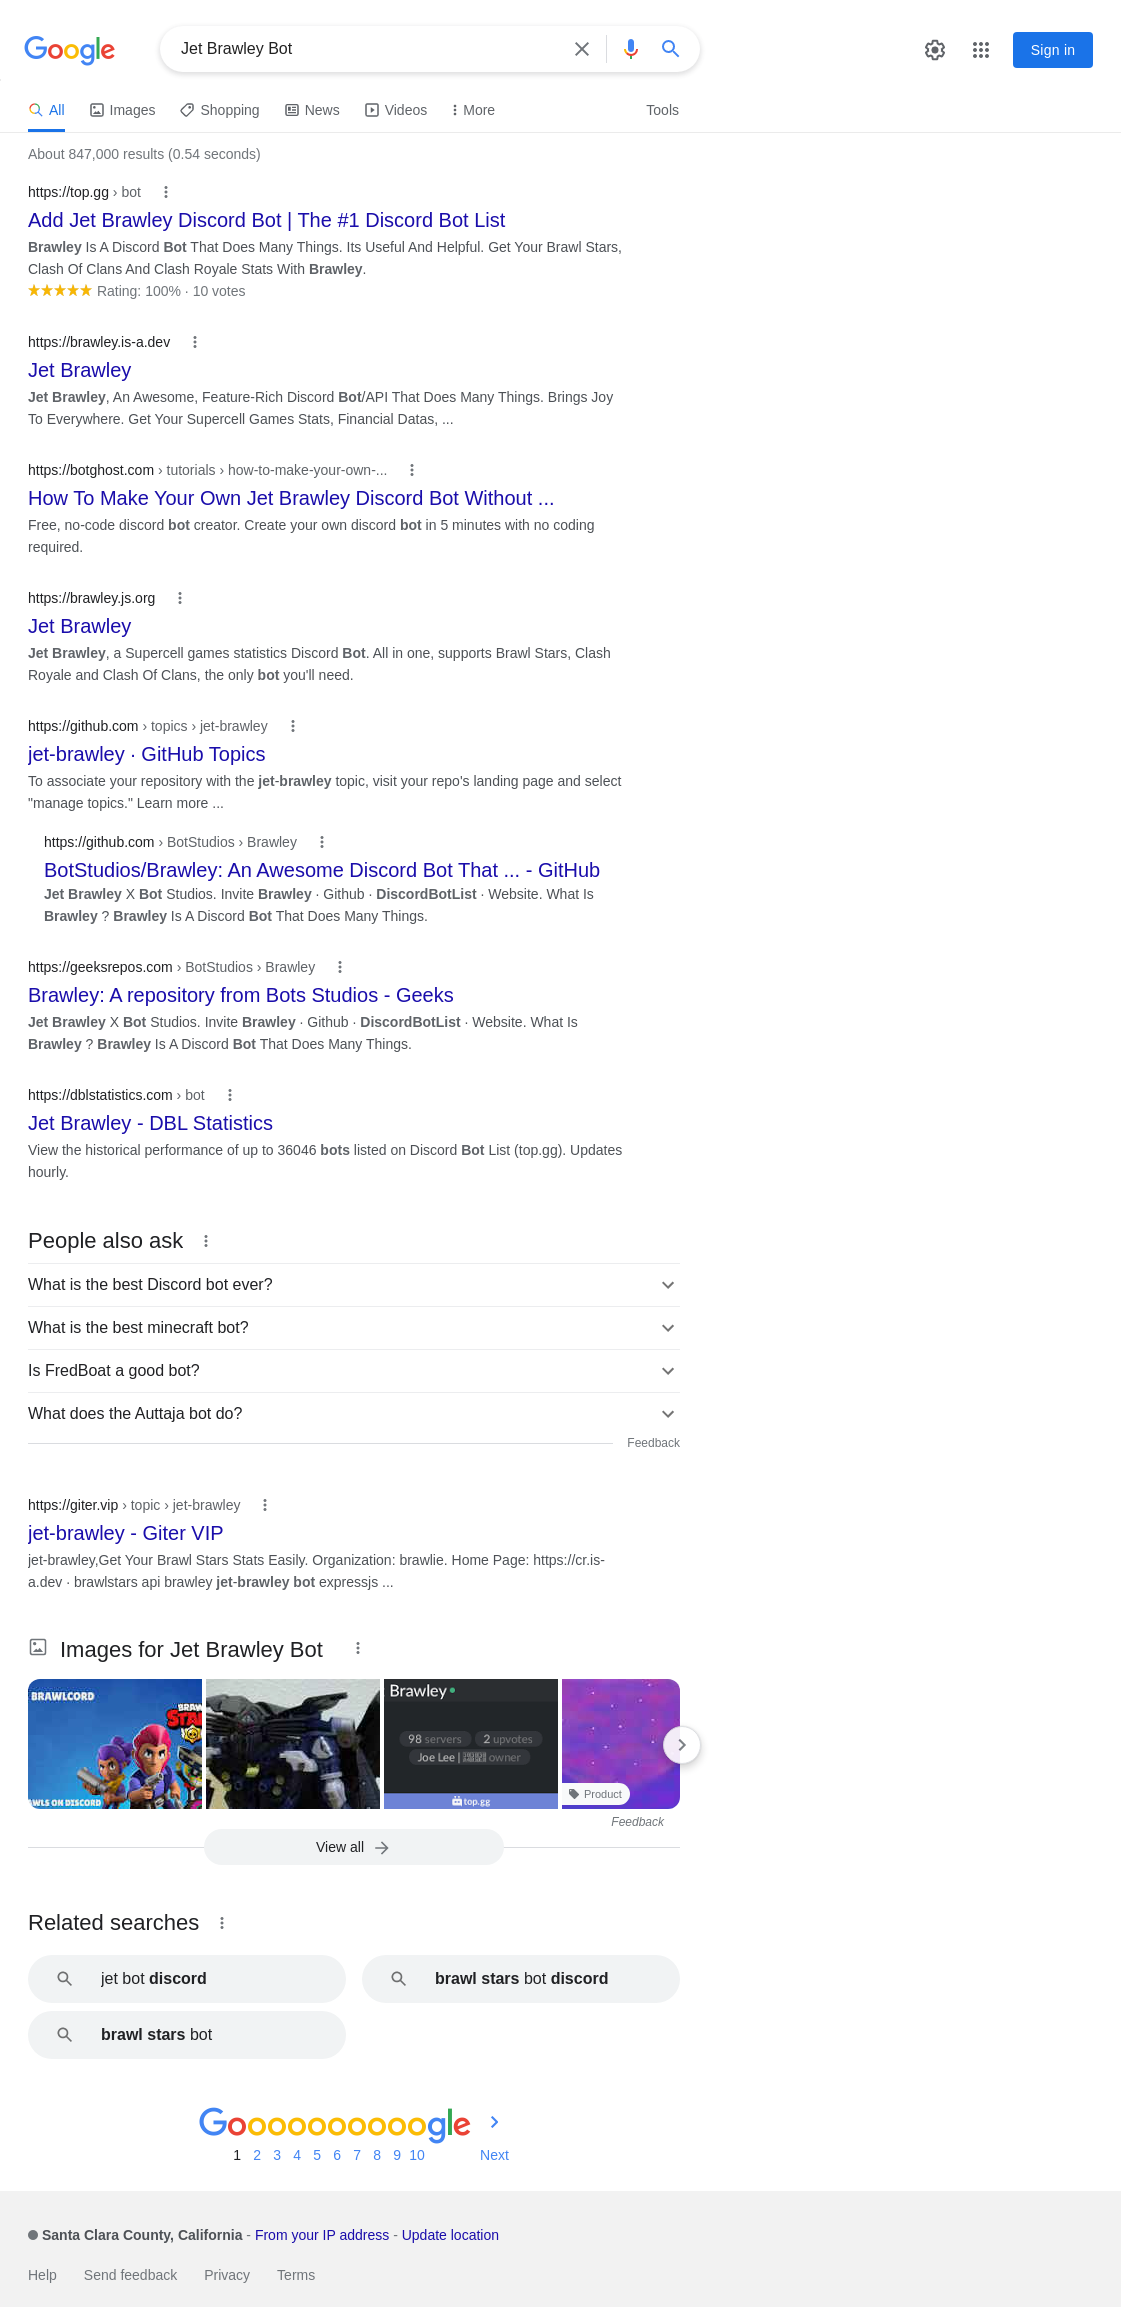 Google
Jet Brawley Bot
Sign in
All
Images
Shopping
News
Videos
More
Tools
About 847,000 results (0.54 seconds)
https://top.gg › bot
Add Jet Brawley Discord Bot | The #1 Discord Bot List
Brawley Is A Discord Bot That Does Many Things. Its Useful And Helpful. Get Your Brawl Stars,
Clash Of Clans And Clash Royale Stats With Brawley.
Rating: 100% · 10 votes
https://brawley.is-a.dev
Jet Brawley
Jet Brawley, An Awesome, Feature-Rich Discord Bot/API That Does Many Things. Brings Joy
To Everywhere. Get Your Supercell Games Stats, Financial Datas, ...
https://botghost.com › tutorials › how-to-make-your-own-...
How To Make Your Own Jet Brawley Discord Bot Without ...
Free, no-code discord bot creator. Create your own discord bot in 5 minutes with no coding
required.
https://brawley.js.org
Jet Brawley
Jet Brawley, a Supercell games statistics Discord Bot. All in one, supports Brawl Stars, Clash
Royale and Clash Of Clans, the only bot you'll need.
https://github.com › topics › jet-brawley
jet-brawley · GitHub Topics
To associate your repository with the jet-brawley topic, visit your repo's landing page and select
"manage topics." Learn more ...
https://github.com › BotStudios › Brawley
BotStudios/Brawley: An Awesome Discord Bot That ... - GitHub
Jet Brawley X Bot Studios. Invite Brawley · Github · DiscordBotList · Website. What Is
Brawley ? Brawley Is A Discord Bot That Does Many Things.
https://geeksrepos.com › BotStudios › Brawley
Brawley: A repository from Bots Studios - Geeks
Jet Brawley X Bot Studios. Invite Brawley · Github · DiscordBotList · Website. What Is
Brawley ? Brawley Is A Discord Bot That Does Many Things.
https://dblstatistics.com › bot
Jet Brawley - DBL Statistics
View the historical performance of up to 36046 bots listed on Discord Bot List (top.gg). Updates
hourly.
People also ask
What is the best Discord bot ever?
What is the best minecraft bot?
Is FredBoat a good bot?
What does the Auttaja bot do?
Feedback
https://giter.vip › topic › jet-brawley
jet-brawley - Giter VIP
jet-brawley,Get Your Brawl Stars Stats Easily. Organization: brawlie. Home Page: https://cr.is-
a.dev · brawlstars api brawley jet-brawley bot expressjs ...
Images for Jet Brawley Bot
BRAWLCORD
BRAW
STA
AWLS ON DISCORD
Brawley
98 servers
2 upvotes
Joe Lee | owner
top.gg
Product
Feedback
View all
Related searches
jet bot discord
brawl stars bot discord
brawl stars bot
Goooooooooogle
1 2 3 4 5 6 7 8 9 10 Next
Santa Clara County, California - From your IP address - Update location
Help Send feedback Privacy Terms